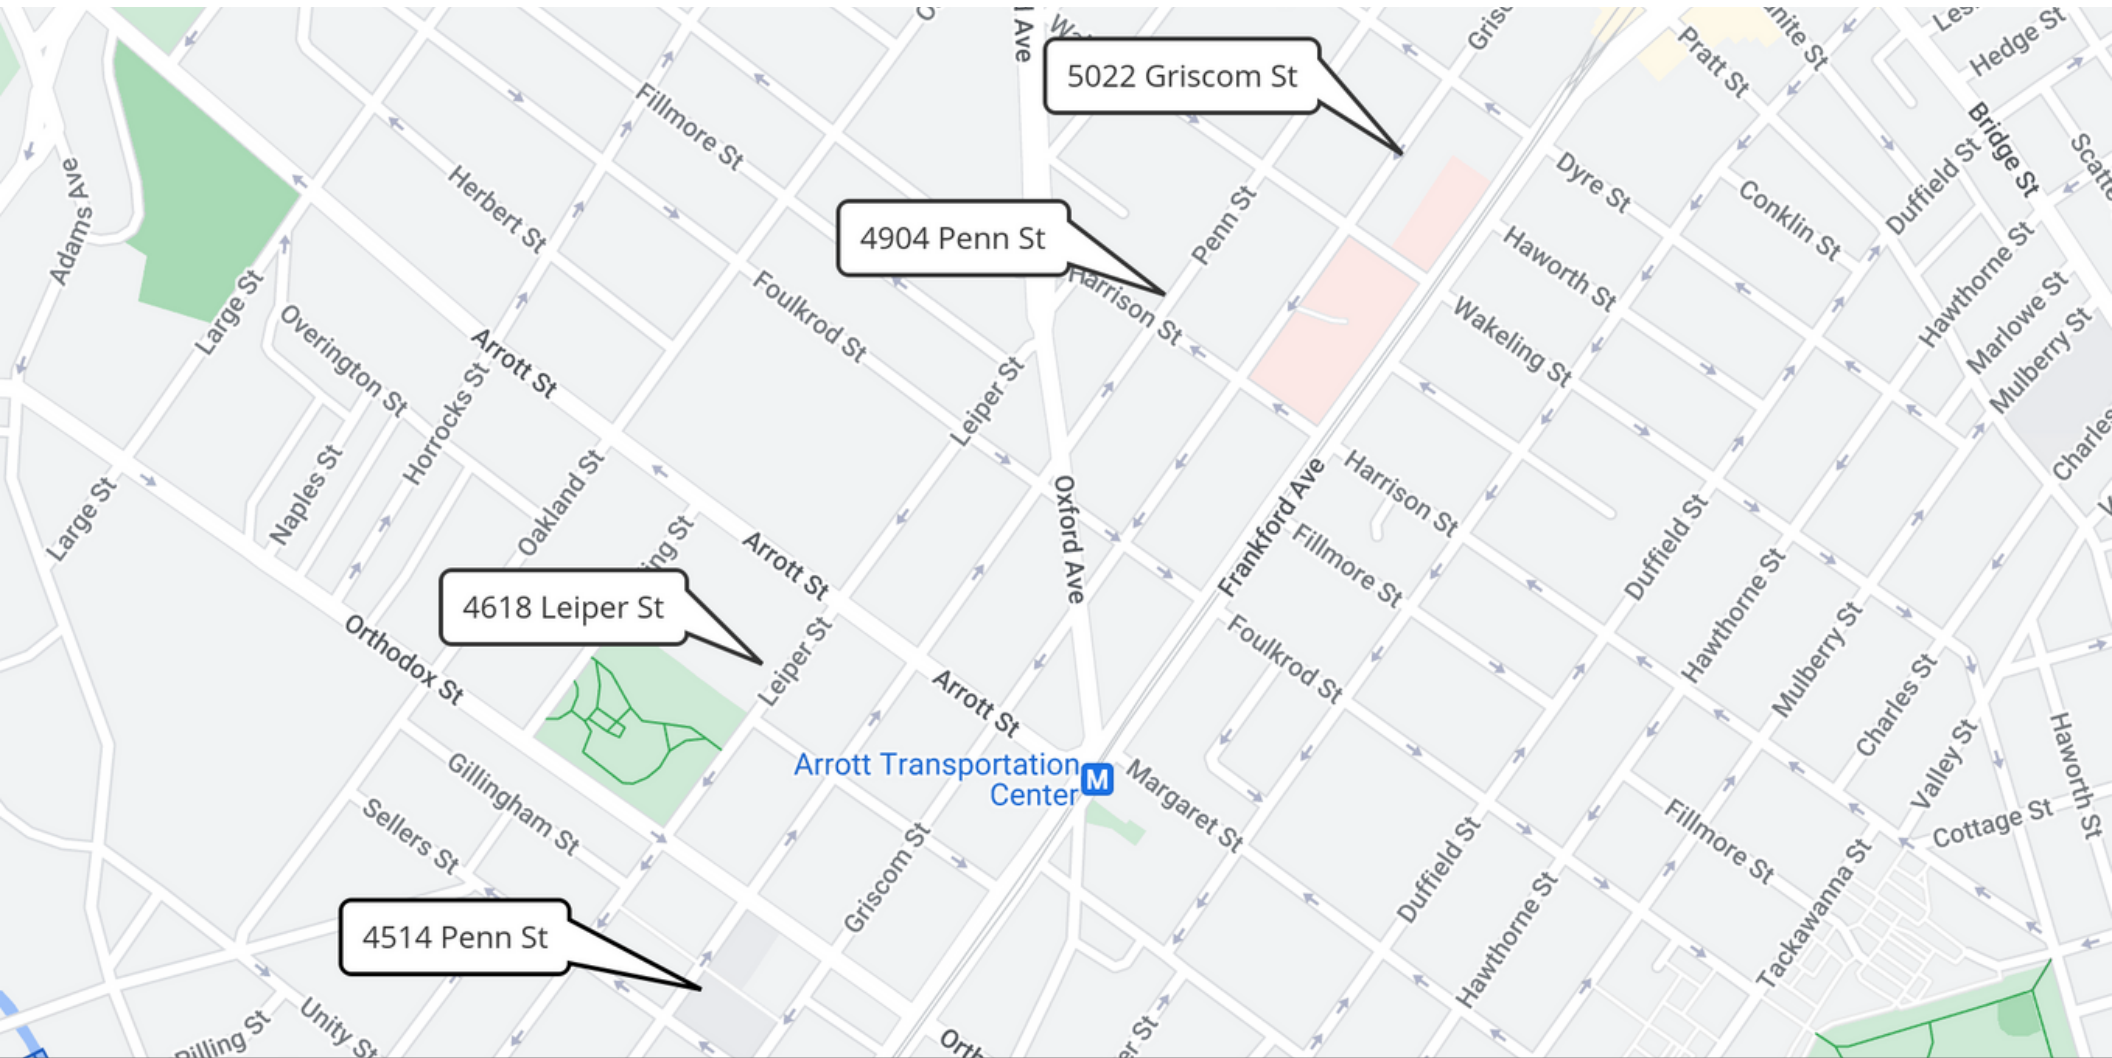 Ave
5022 Griscom St
Pratt St
Hedge St
Bridge St
Fillmore St
Adams Ave
Herbert St
4904 Penn St
Penn St
Dyre St
Conklin St
Duffield St
Haworth St
Hawthorne St
Harrison St
Large St
Overington St
Foulkrod St
Wakeling St
Marlowe St
Mulberry St
Arrott St
Leiper St
Horrocks St
Naples St
Large St
Oakland St
Oxford Ave
Frankford Ave
Harrison St
Charles
Fillmore St
Duffield St
Arrott St
4618 Leiper St
Orthodox St
Leiper St
Foulkrod St
Hawthorne St
Mulberry St
Charles St
Arrott St
Arrott Transportation
Center
M
Margaret St
Valley St
Haworth St
Gillingham St
Sellers St
Griscom St
Duffield St
Fillmore St
Cottage St
4514 Penn St
Hawthorne St
Tackawanna St
Unity St